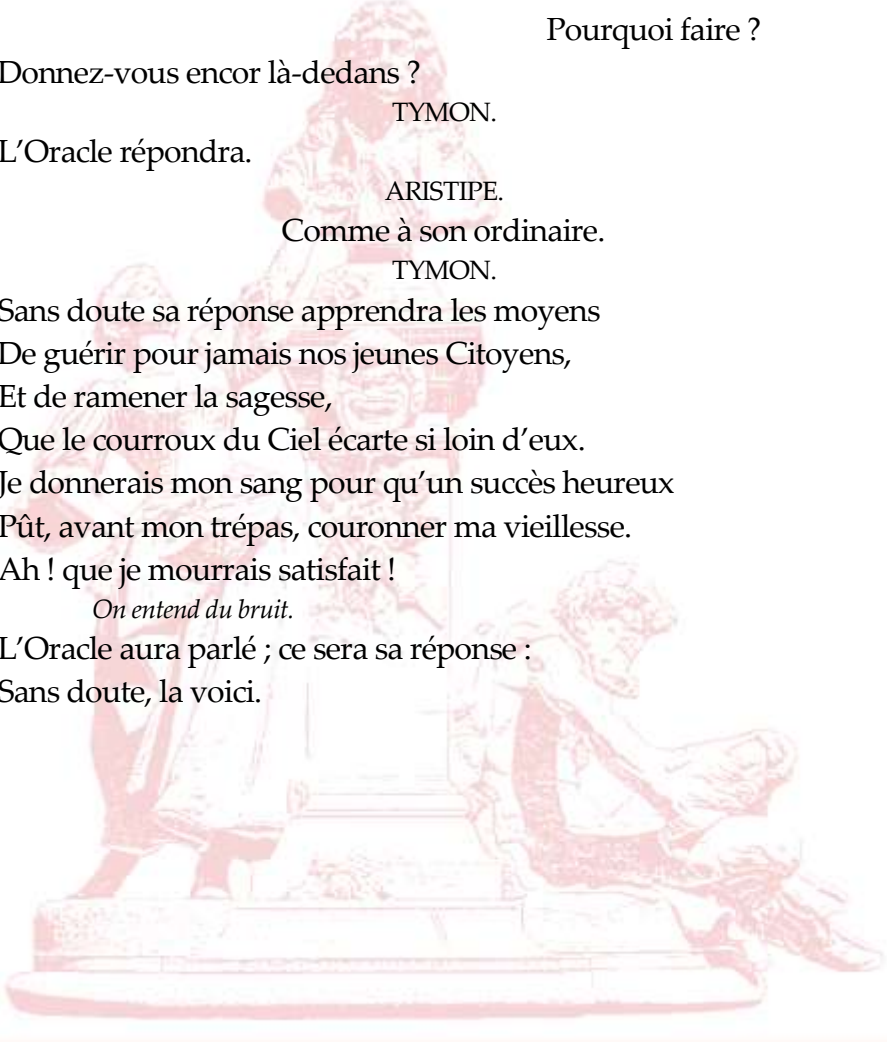 Pourquoi faire ?
Donnez-vous encor là-dedans ?
TYMON.
L’Oracle répondra.
ARISTIPE.
Comme à son ordinaire.
TYMON.
Sans doute sa réponse apprendra les moyens
De guérir pour jamais nos jeunes Citoyens,
Et de ramener la sagesse,
Que le courroux du Ciel écarte si loin d’eux.
Je donnerais mon sang pour qu’un succès heureux
Pût, avant mon trépas, couronner ma vieillesse.
Ah ! que je mourrais satisfait !
On entend du bruit.
L’Oracle aura parlé ; ce sera sa réponse :
Sans doute, la voici.